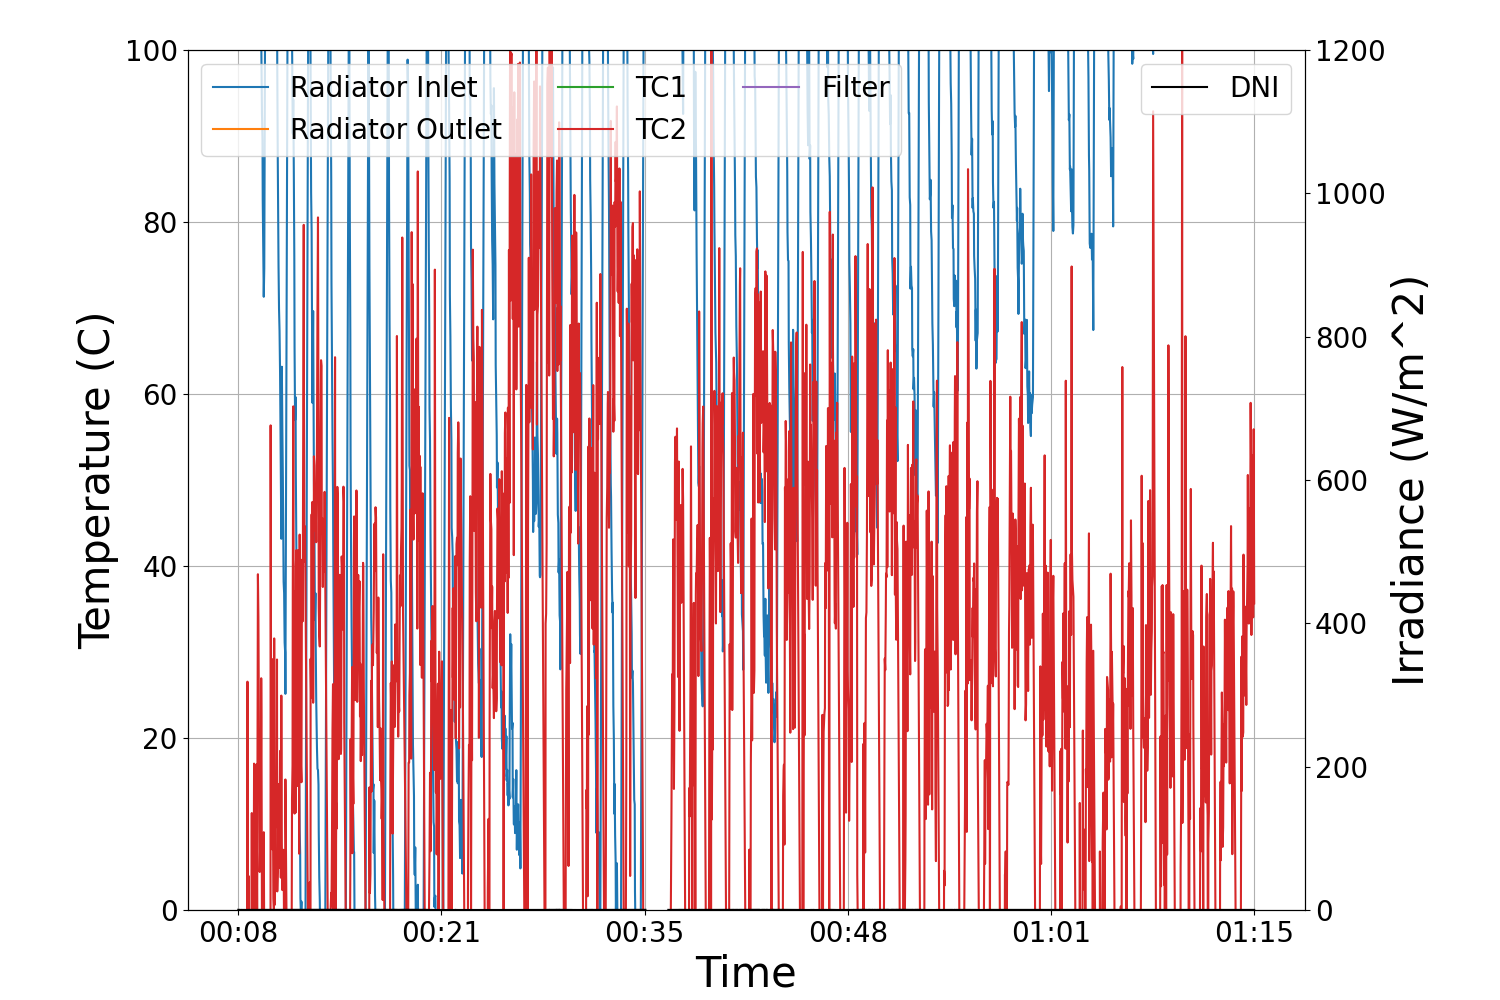 100 80 60 40 20 0
Temperature (C)
Radiator Inlet TC1 Filter
Radiator Outlet TC2
DNI
1200 1000 800 600 400 200 0
Irradiance (W/m^2)
00:08 00:21 00:35 00:48 01:01 01:15
Time